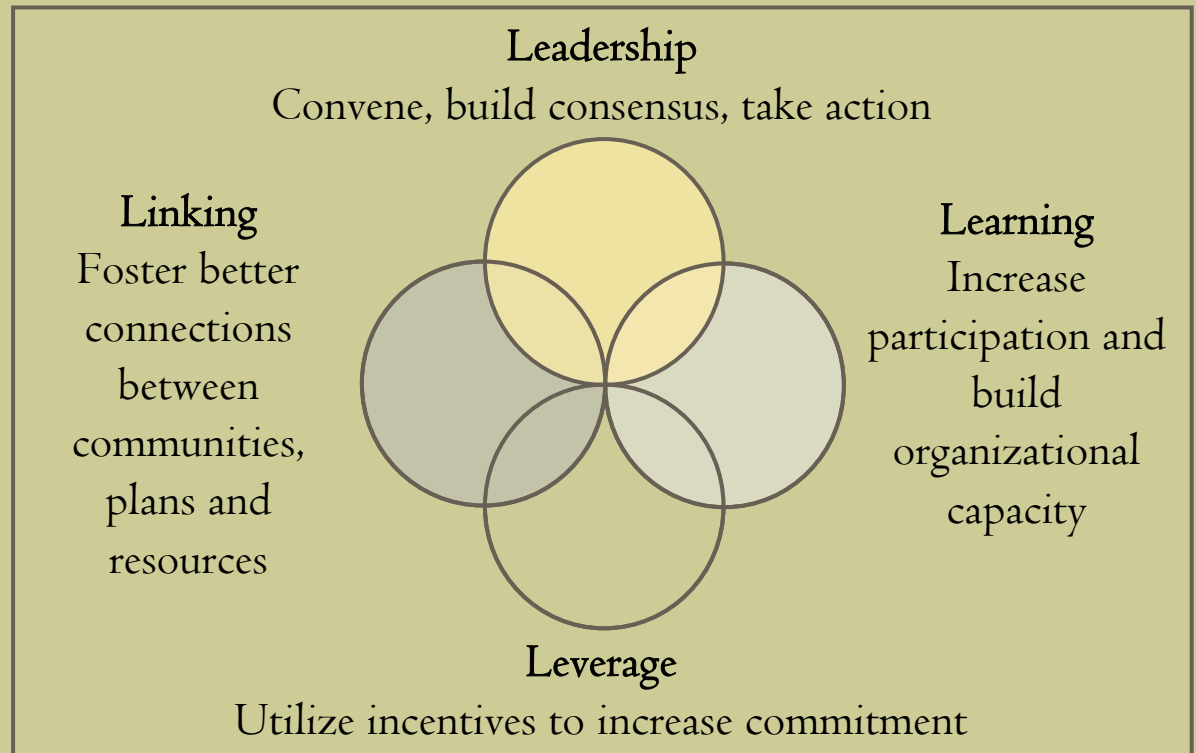 Leadership
Convene, build consensus, take action
Linking
Foster better
connections
between
communities,
plans and
resources
Learning
Increase
participation and
build
organizational
capacity
Leverage
Utilize incentives to increase commitment